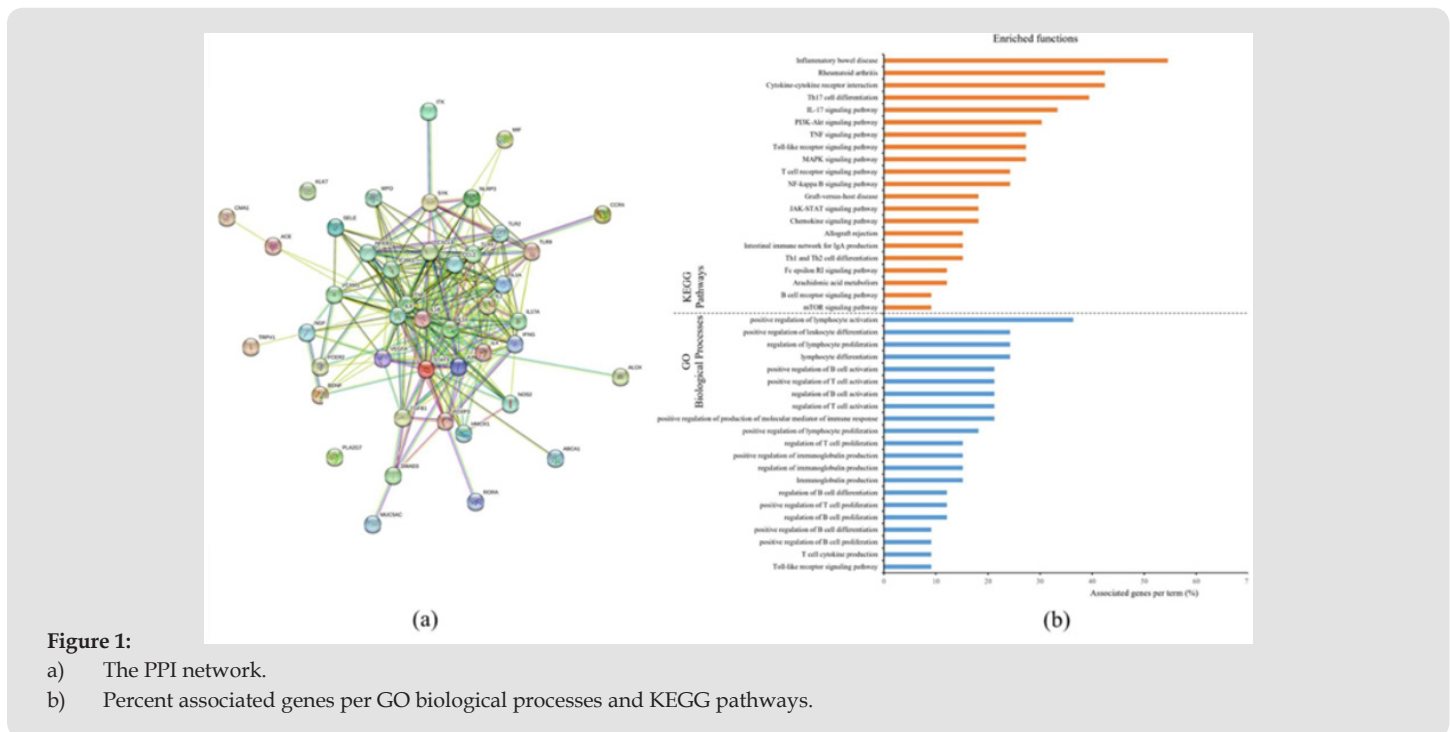 ITK
MIF
KLK7
MPO
SYK
NLRP3
CMA1
SELE
TLR2
CCR4
ACE
TLR8
VCAM1
IL17A
NGF
IFNG
TRPV1
IL4
FCER2
ALOX
BDNF
NOS2
TGFB1
FOXP3
HMOX1
PLA2G7
ABCA1
SMAD3
RORA
MUC5AC
(a)
Enriched functions
Inflammatory bowel disease
Rheumatoid arthritis
Cytokine-cytokine receptor interaction
Th17 cell differentiation
IL-17 signaling pathway
PI3K-Akt signaling pathway
TNF signaling pathway
Toll-like receptor signaling pathway
MAPK signaling pathway
T cell receptor signaling pathway
NF-kappa B signaling pathway
Graft-versus-host disease
JAK-STAT signaling pathway
Chemokine signaling pathway
Allograft rejection
Intestinal immune network for IgA production
Th1 and Th2 cell differentiation
Fc epsilon RI signaling pathway
Arachidonic acid metabolism
B cell receptor signaling pathway
mTOR signaling pathway
KEGG
Pathways
positive regulation of lymphocyte activation
positive regulation of leukocyte differentiation
regulation of lymphocyte proliferation
lymphocyte differentiation
positive regulation of B cell activation
positive regulation of T cell activation
regulation of B cell activation
regulation of T cell activation
positive regulation of production of molecular mediator of immune response
positive regulation of lymphocyte proliferation
regulation of T cell proliferation
positive regulation of immunoglobulin production
regulation of immunoglobulin production
Immunoglobulin production
regulation of B cell differentiation
positive regulation of T cell proliferation
regulation of B cell proliferation
positive regulation of B cell differentiation
positive regulation of B cell proliferation
T cell cytokine production
Toll-like receptor signaling pathway
GO
Biological Processes
0 10 20 30 40 50 60 7
Associated genes per term (%)
(b)
Figure 1:
a) The PPI network.
b) Percent associated genes per GO biological processes and KEGG pathways.